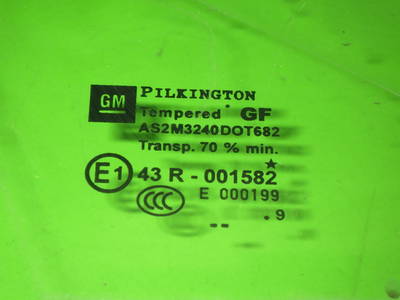 GM PILKINGTON
Tempered GF
AS2M3240DOT682
Transp. 70 % min.
E1 43 R - 001582
CCC E 000199
. 9
--